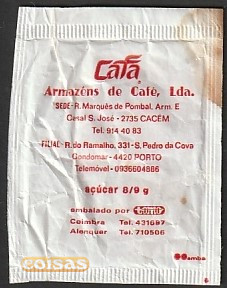 Cafa
Armazéns de Café, Lda.
SEDE-R. Marquês de Pombal, Arm. E
Casal S. José - 2735 CACÉM
Tel. 914 40 83
FILIAL-R. do Ramalho, 331-S. Pedro da Cova
Gondomar-4420 PORTO
Telemóvel-0936604886
açúcar 8/9 g
embalado por
Coimbra Tel. 431697
Alenquer Tel. 710506
coisas